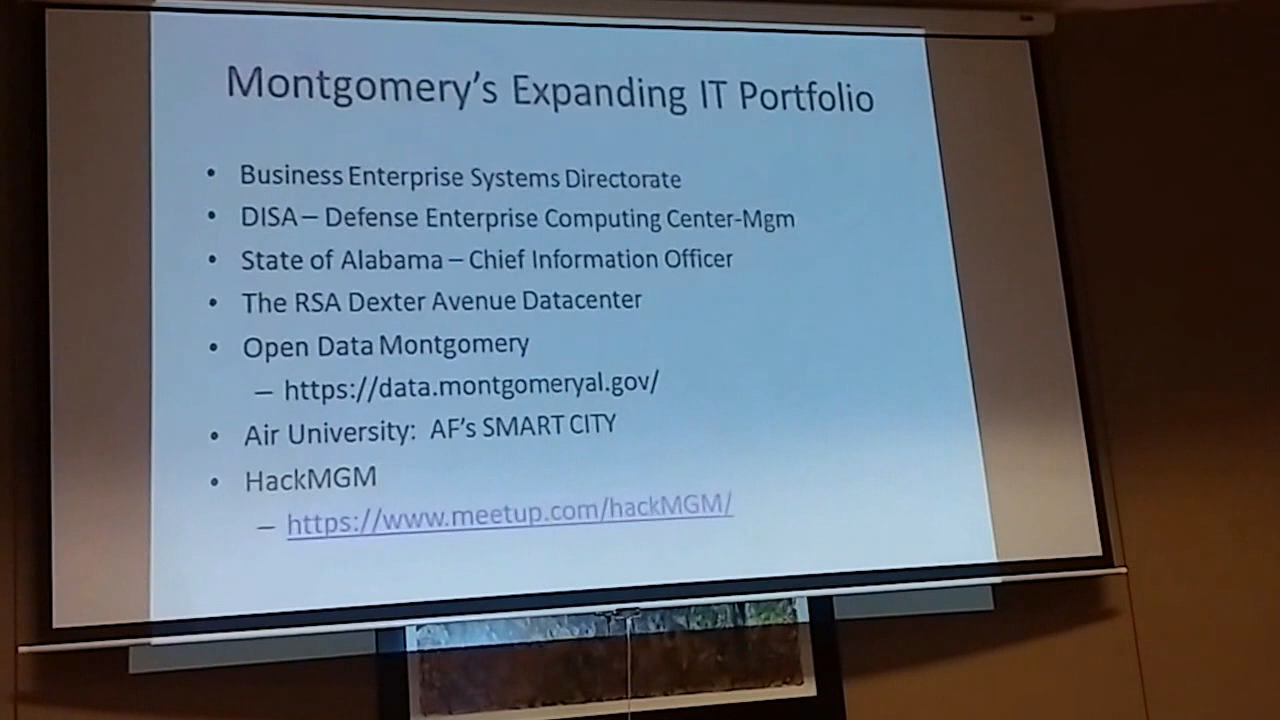 Montgomery's Expanding IT Portfolio
• Business Enterprise Systems Directorate
• DISA – Defense Enterprise Computing Center-Mgm
• State of Alabama – Chief Information Officer
• The RSA Dexter Avenue Datacenter
• Open Data Montgomery
– https://data.montgomeryal.gov/
• Air University: AF's SMART CITY
• HackMGM
– https://www.meetup.com/hackMGM/